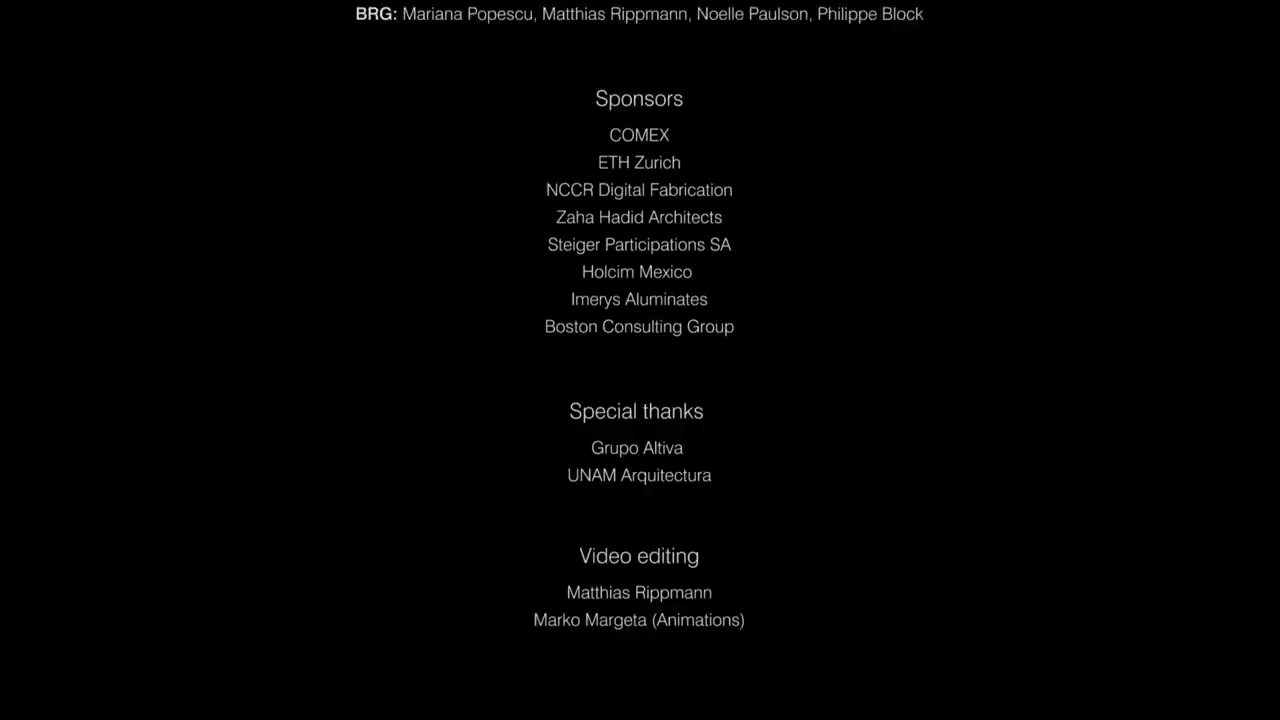 BRG: Mariana Popescu, Matthias Rippmann, Noelle Paulson, Philippe Block
Sponsors
COMEX
ETH Zurich
NCCR Digital Fabrication
Zaha Hadid Architects
Steiger Participations SA
Holcim Mexico
Imerys Aluminates
Boston Consulting Group
Special thanks
Grupo Altiva
UNAM Arquitectura
Video editing
Matthias Rippmann
Marko Margeta (Animations)